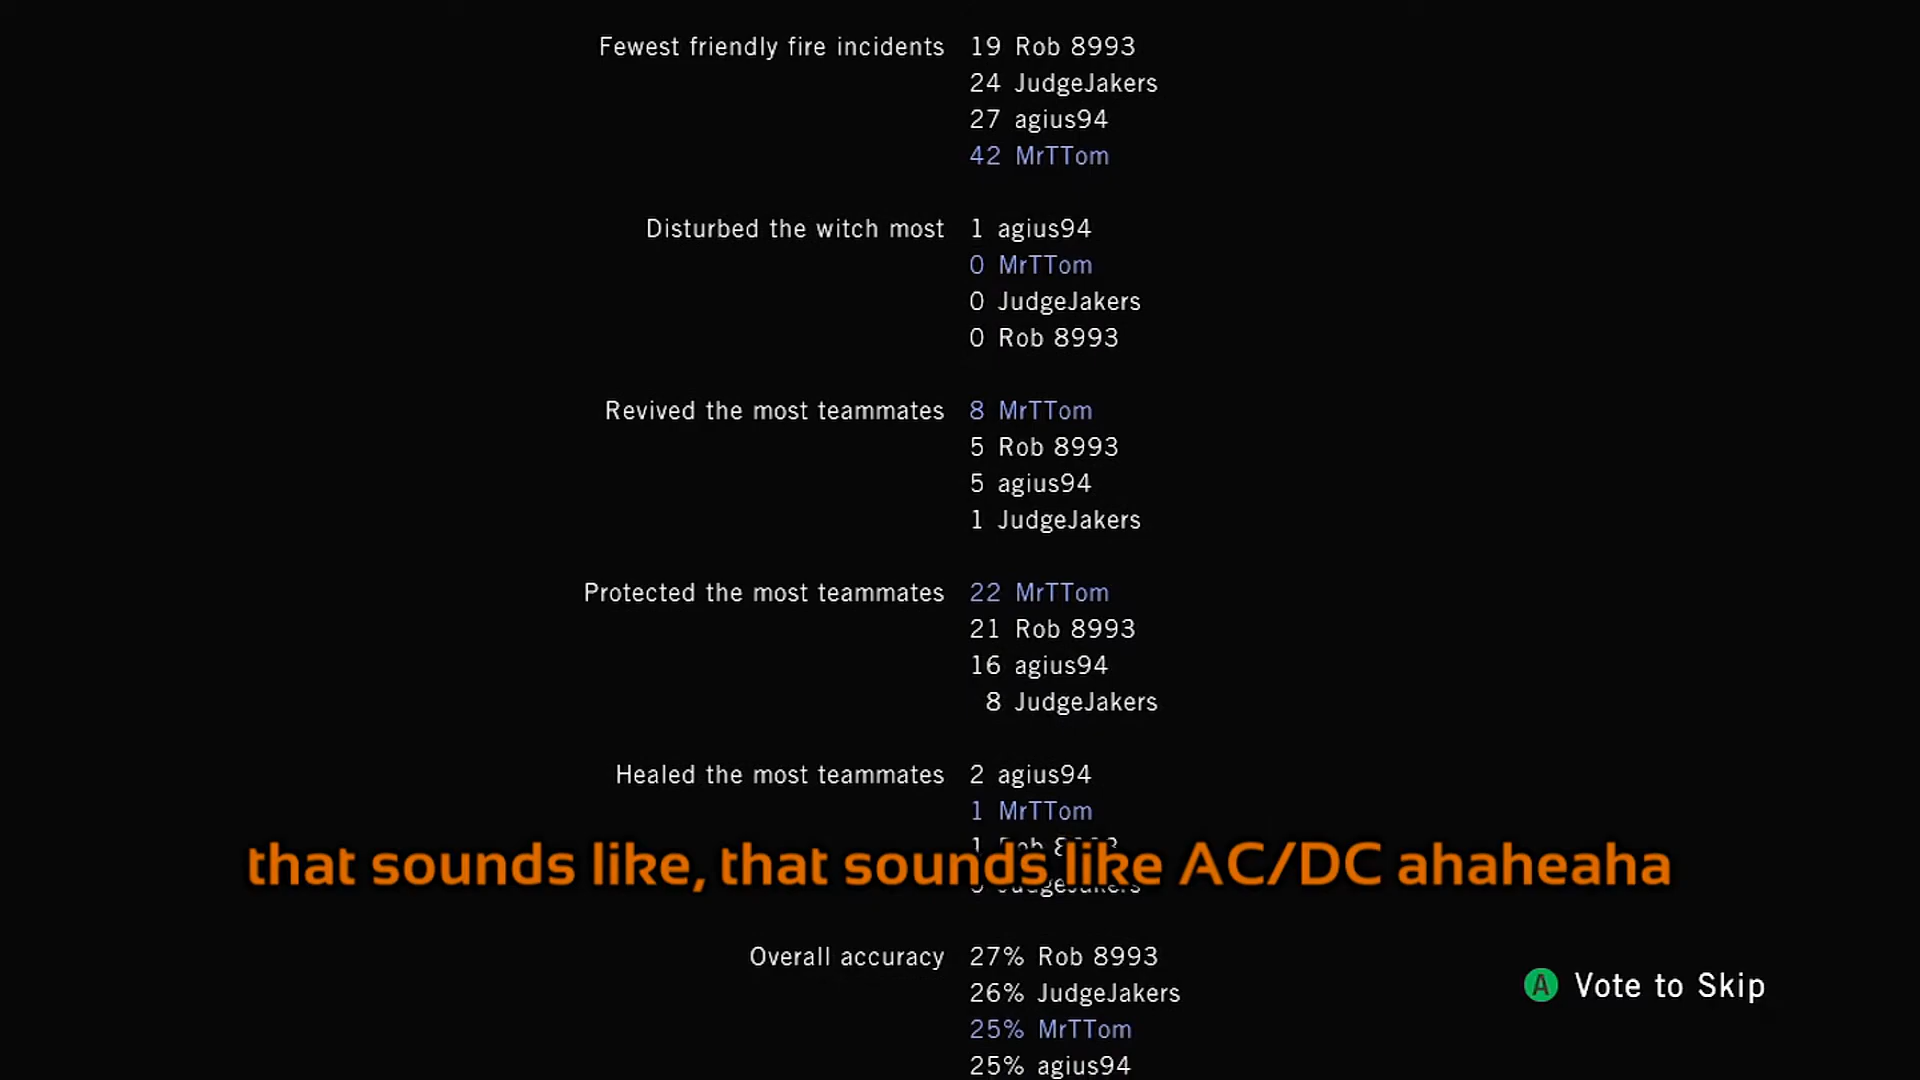 Fewest friendly fire incidents 19 Rob 8993
24 JudgeJakers
27 agius94
42 MrTTom
Disturbed the witch most 1 agius94
0 MrTTom
0 JudgeJakers
0 Rob 8993
Revived the most teammates 8 MrTTom
5 Rob 8993
5 agius94
1 JudgeJakers
Protected the most teammates 22 MrTTom
21 Rob 8993
16 agius94
8 JudgeJakers
Healed the most teammates 2 agius94
1 MrTTom
1 Rob 8993
JudgeJakers
that sounds like, that sounds like AC/DC ahaheaha
Overall accuracy 27% Rob 8993
26% JudgeJakers
25% MrTTom
25% agius94
A Vote to Skip